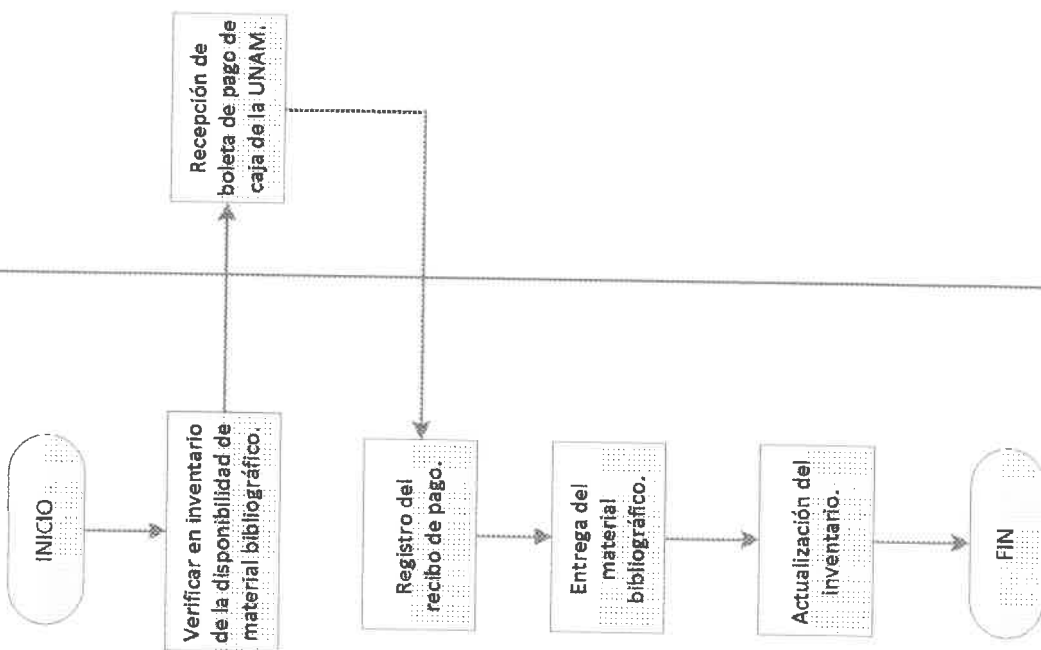 INICIO
Verificar en inventario
de la disponibilidad de
material bibliográfico.
Recepción de
boleta de pago de
caja de la UNAM.
Registro del
recibo de pago.
Entrega del
material
bibliográfico.
Actualización del
inventario.
FIN